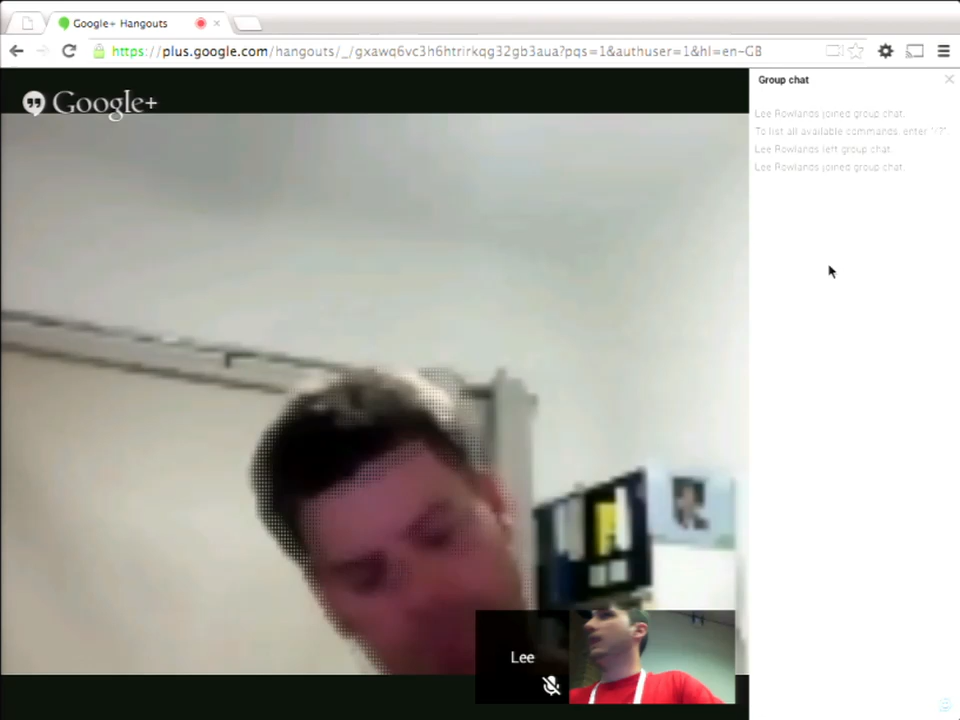 Google+ Hangouts
https://plus.google.com/hangouts/_/gxawq6vc3h6htrirkqg32gb3aua?pqs=1&authuser=1&hl=en-GB
Google+
Group chat
Lee Rowlands joined group chat.
To list all available commands, enter "/?".
Lee Rowlands left group chat.
Lee Rowlands joined group chat.
Lee